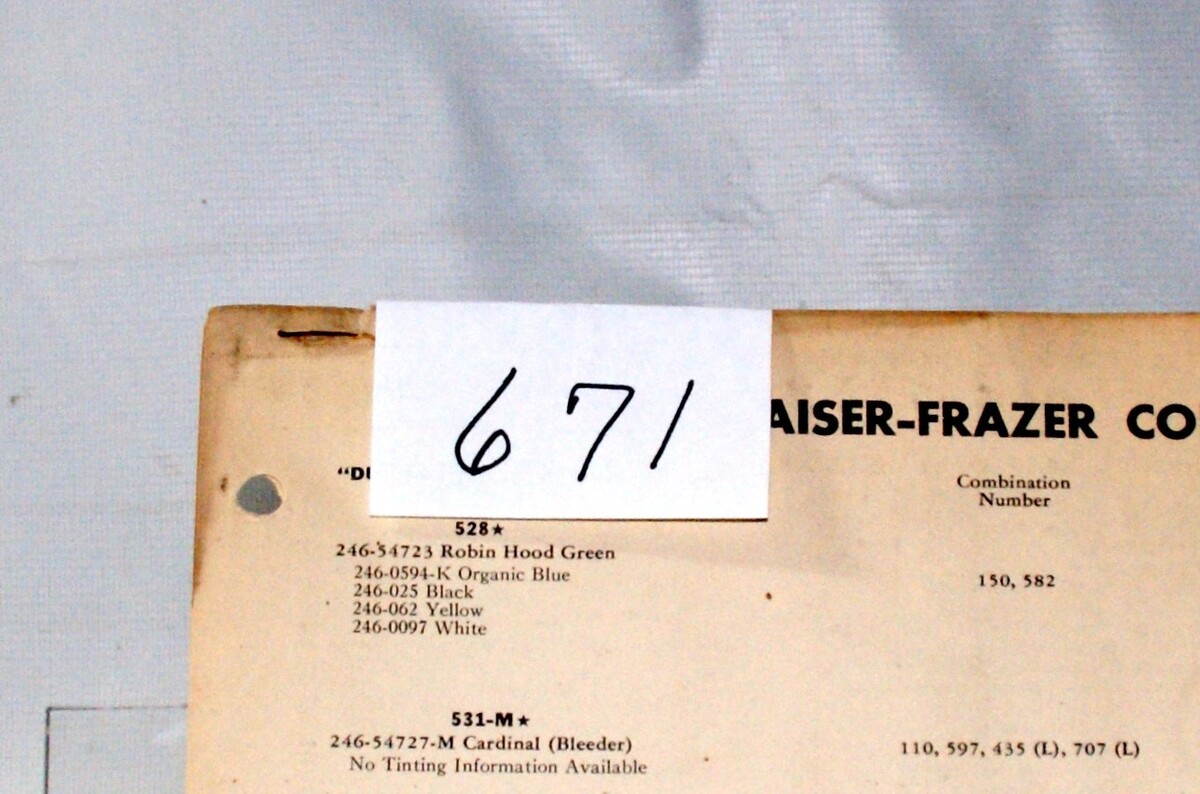 671
AISER-FRAZER CO
"DU
Combination
Number
528★
246-54723 Robin Hood Green
246-0594-K Organic Blue
246-025 Black
246-062 Yellow
246-0097 White
150, 582
531-M★
246-54727-M Cardinal (Bleeder)
No Tinting Information Available
110, 597, 435 (L), 707 (L)